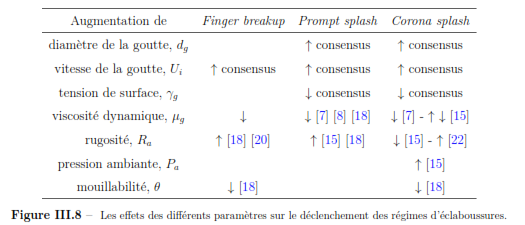 Augmentation de Finger breakup Prompt splash Corona splash
diamètre de la goutte, d_g ↑ consensus ↑ consensus
vitesse de la goutte, U_i ↑ consensus ↑ consensus ↑ consensus
tension de surface, γ_g ↓ consensus ↓ consensus
viscosité dynamique, μ_g ↓ ↓ [7] [8] [18] ↓ [7] - ↑ ↓ [15]
rugosité, R_a ↑ [18] [20] ↑ [15] [18] ↓ [15] - ↑ [22]
pression ambiante, P_a ↑ [15]
mouillabilité, θ ↓ [18] ↓ [18]
Figure III.8 – Les effets des différents paramètres sur le déclenchement des régimes d'éclaboussures.